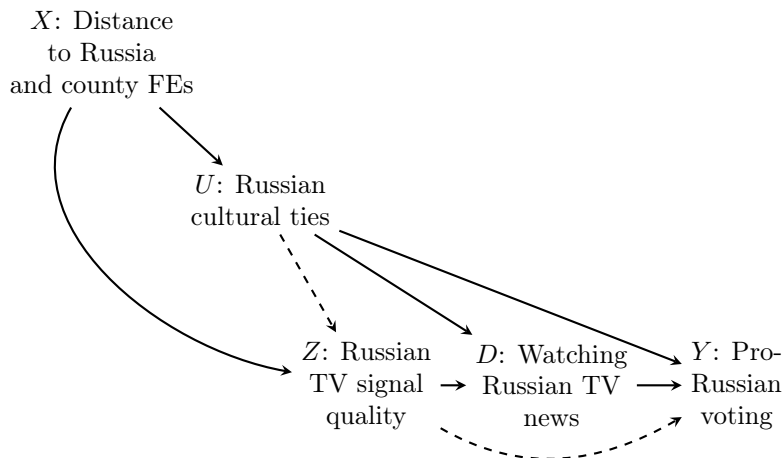 X: Distance
to Russia
and county FEs
U: Russian
cultural ties
Z: Russian
TV signal
quality
D: Watching
Russian TV
news
Y: Pro-
Russian
voting